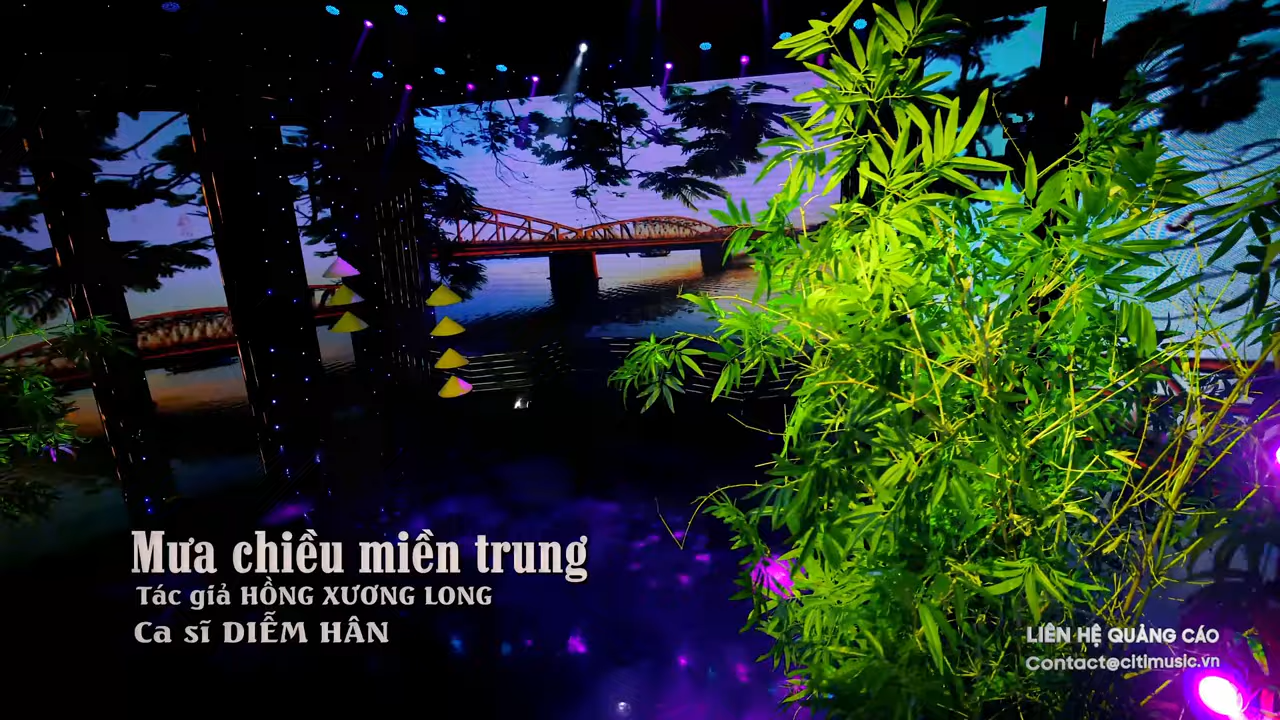 Mưa chiều miền trung
Tác giả HỒNG XƯƠNG LONG
Ca sĩ DIỄM HÂN
LIÊN HỆ QUẢNG CÁO
Contact@citimusic.vn